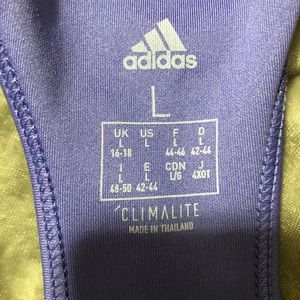 adidas
L
UK US F D
L L L L
16-18 44-46 42-44
I E CDN J
L L L/G 4XOT
48-50 42-44
CLIMALITE
MADE IN THAILAND